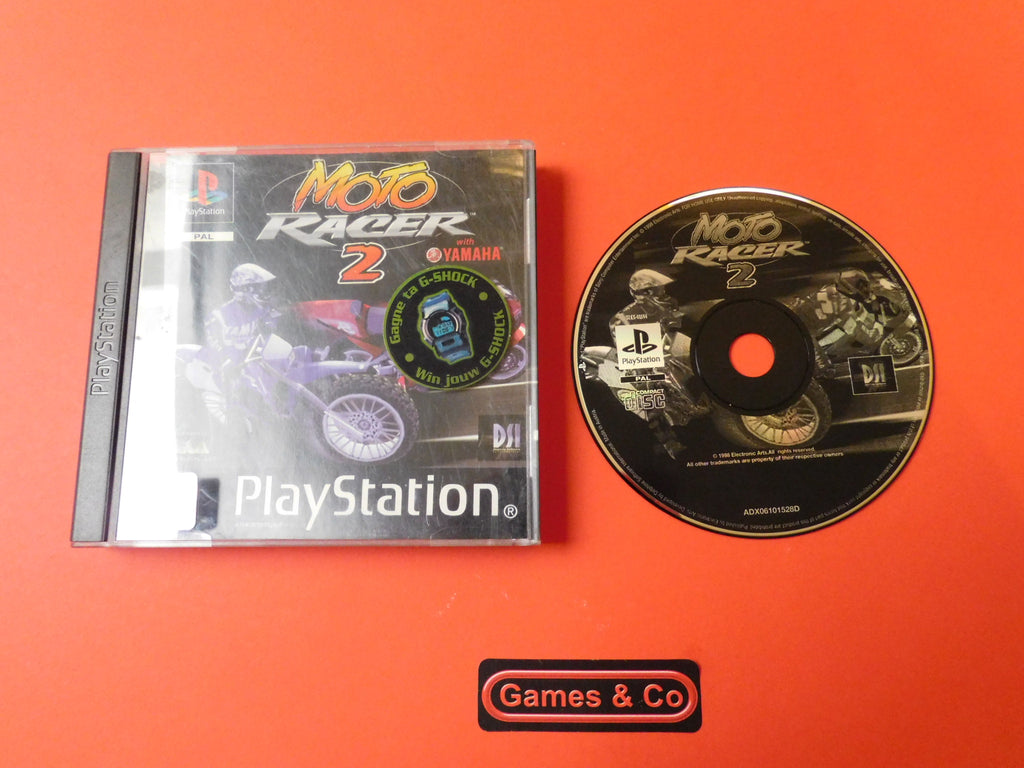 PlayStation
PlayStation
PAL
MOTO
RACER™
2
with
YAMAHA
Gagne ta G-SHOCK
Win jouw G-SHOCK
DSI
PlayStation®
MOTO
RACER™
2
PlayStation
PAL
COMPACT
disc
DSI
© 1998 Electronic Arts. All rights reserved.
All other trademarks are property of their respective owners.
ADX06101528D
Games & Co